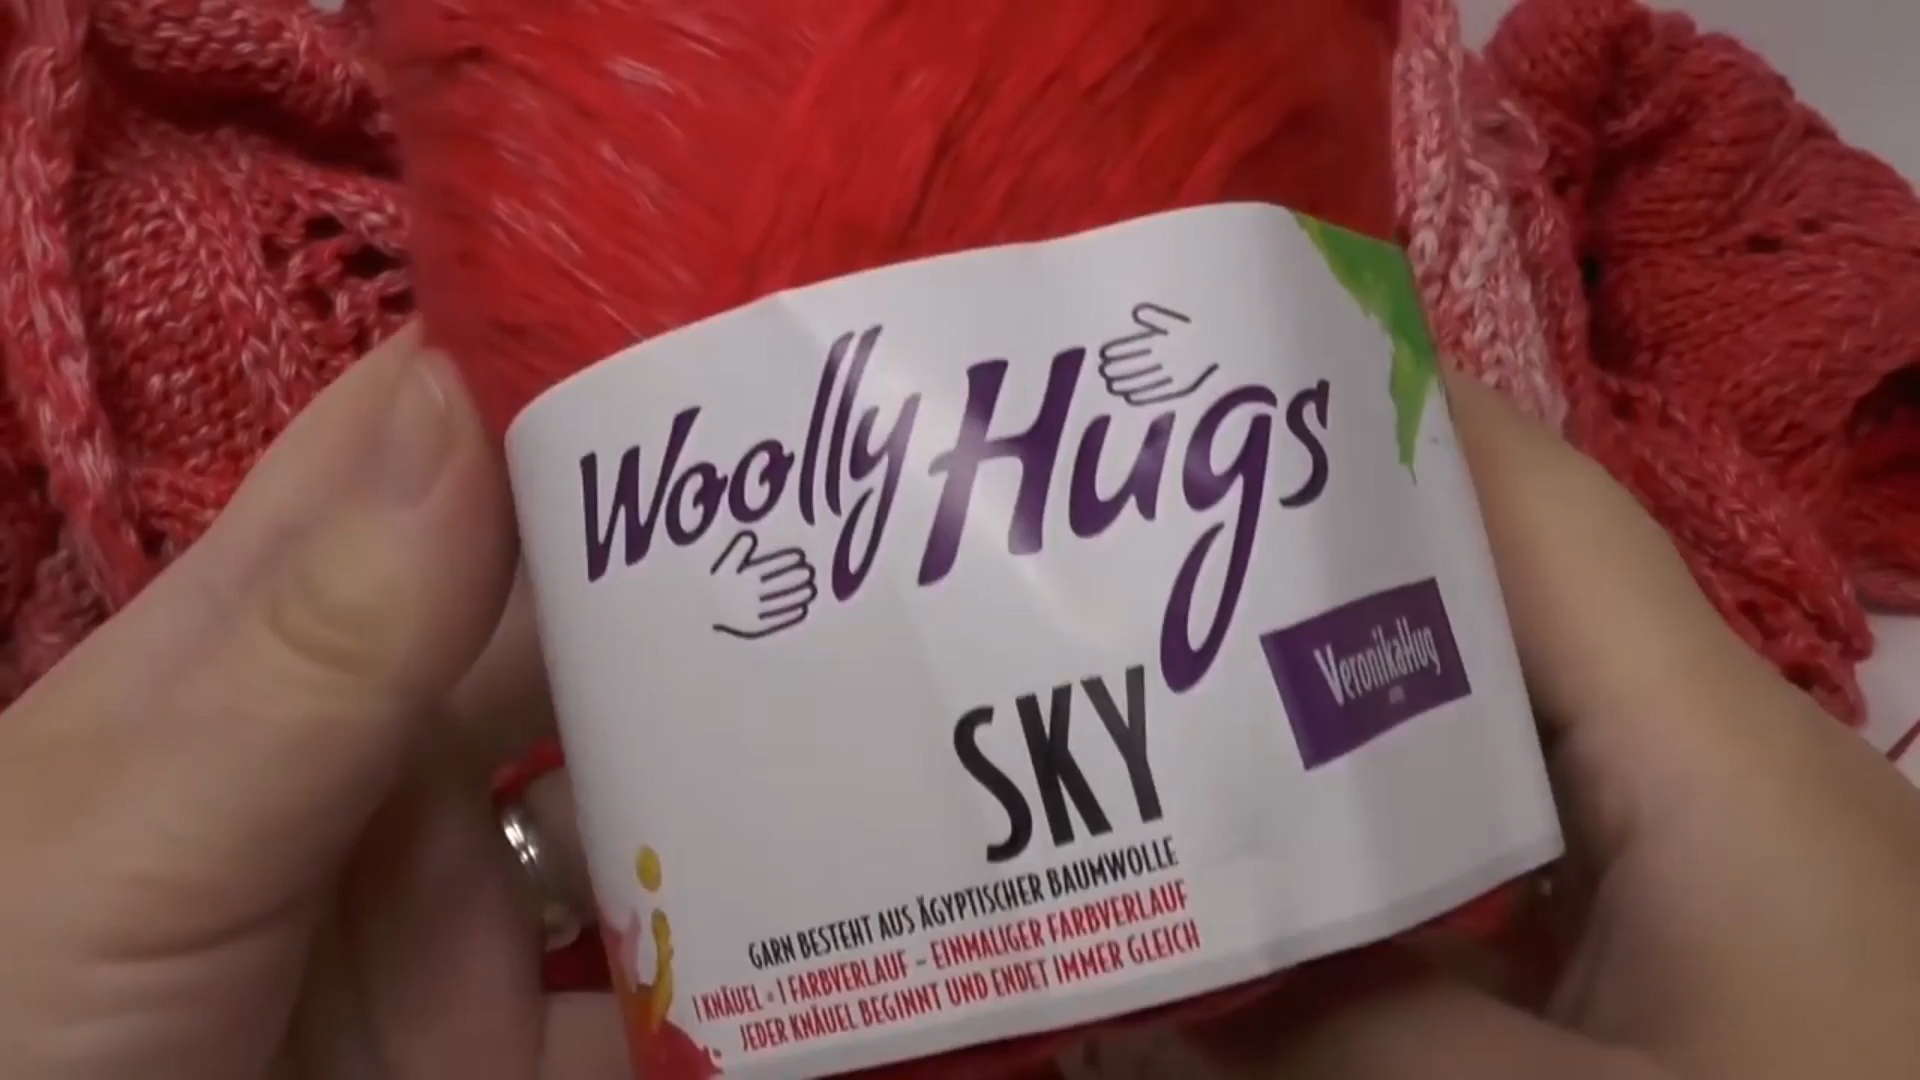 Woolly Hugs
SKY
VeronikaHug
GARN BESTEHT AUS ÄGYPTISCHER BAUMWOLLE
1 KNÄUEL = 1 FARBVERLAUF – EINMALIGER FARBVERLAUF
JEDER KNÄUEL BEGINNT UND ENDET IMMER GLEICH